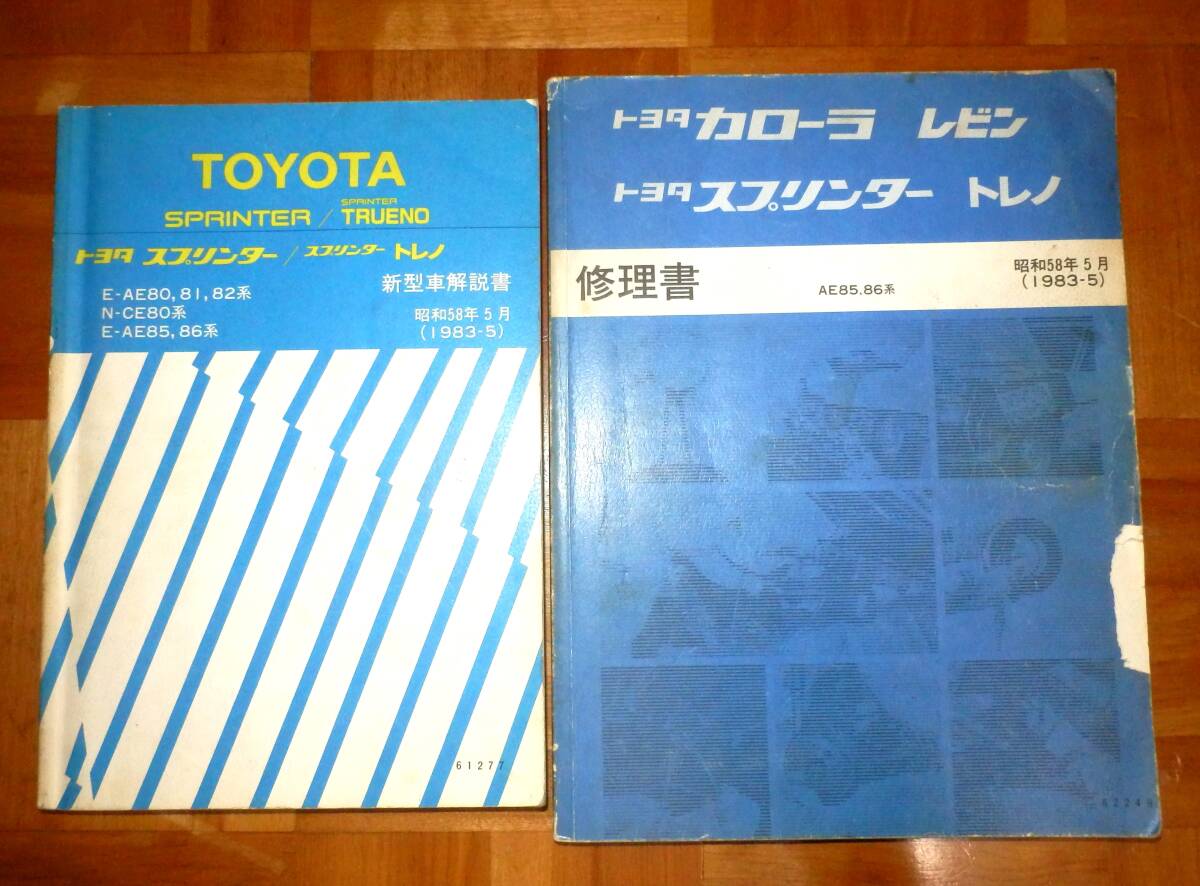 TOYOTA
SPRINTER / SPRINTER TRUENO
トヨタ スプリンター / スプリンター トレノ
新型車解説書
E-AE80,81,82系
N-CE80系
E-AE85,86系
昭和58年5月
(1983-5)
61277
トヨタ カローラ レビン
トヨタ スプリンター トレノ
修理書
AE85,86系
昭和58年5月
(1983-5)
62248